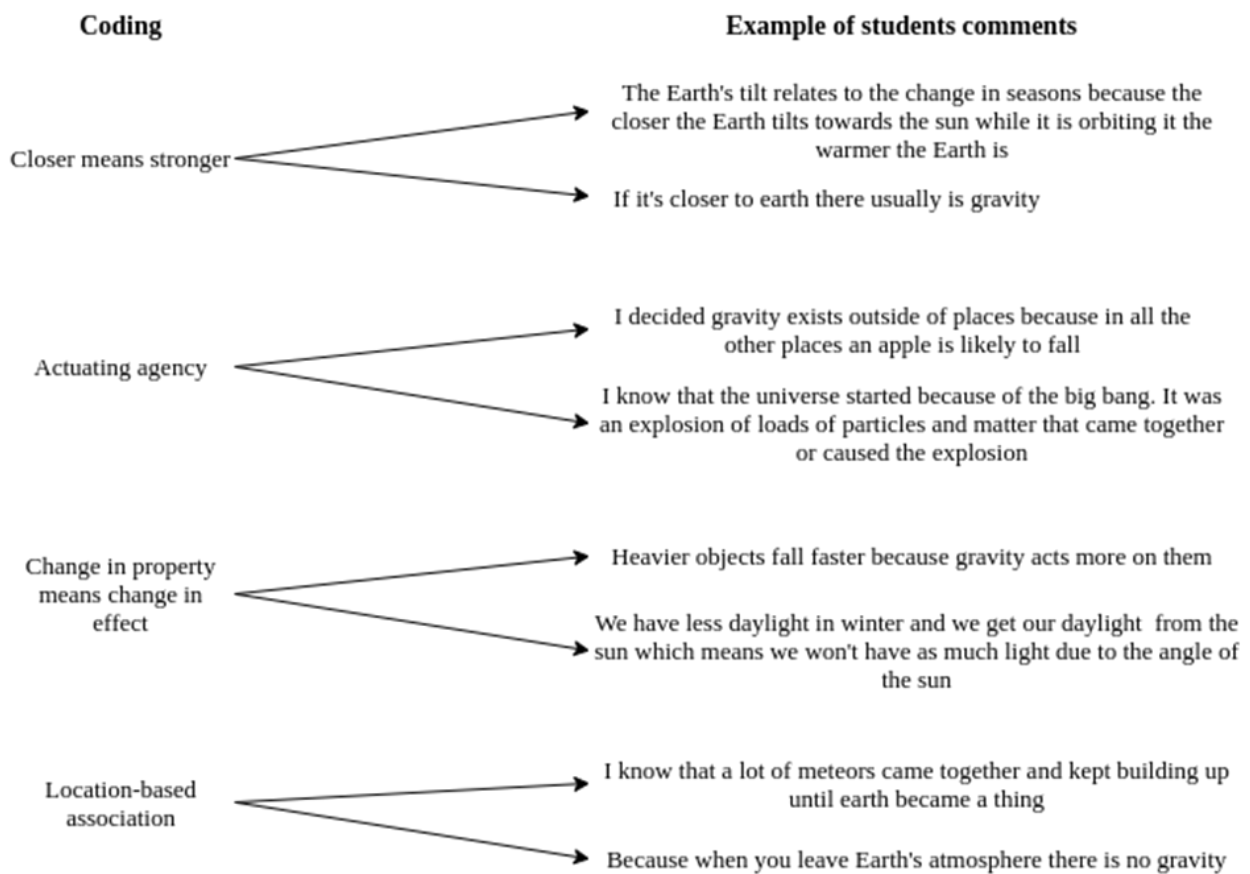 Coding
Example of students comments
Closer means stronger
The Earth's tilt relates to the change in seasons because the
closer the Earth tilts towards the sun while it is orbiting it the
warmer the Earth is
If it's closer to earth there usually is gravity
Actuating agency
I decided gravity exists outside of places because in all the
other places an apple is likely to fall
I know that the universe started because of the big bang. It was
an explosion of loads of particles and matter that came together
or caused the explosion
Change in property
means change in
effect
Heavier objects fall faster because gravity acts more on them
We have less daylight in winter and we get our daylight  from the
sun which means we won't have as much light due to the angle of
the sun
Location-based
association
I know that a lot of meteors came together and kept building up
until earth became a thing
Because when you leave Earth's atmosphere there is no gravity